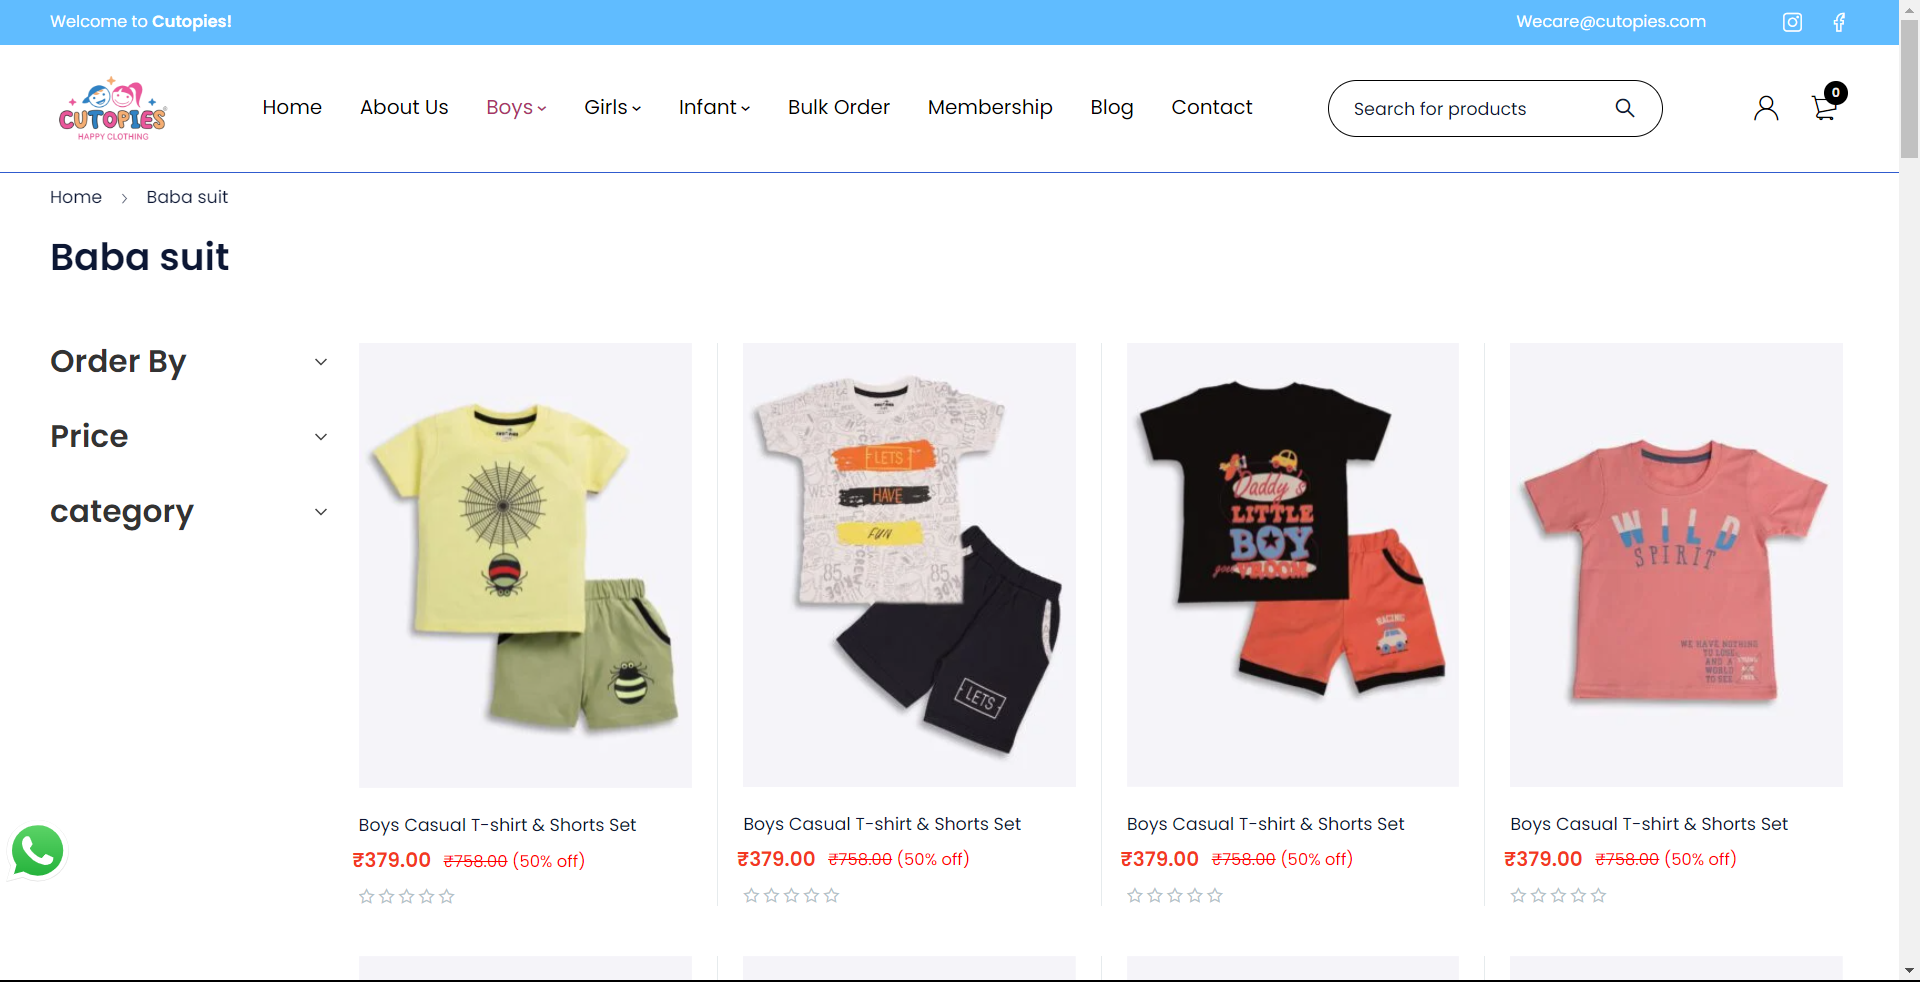 Welcome to Cutopies!
Wecare@cutopies.com
CUTOPIES
HAPPY CLOTHING
Home About Us Boys Girls Infant Bulk Order Membership Blog Contact
Search for products
0
Home > Baba suit
Baba suit
Order By
Price
category
LETS
HAVE
FUN
85
85
LETS
Daddy's
LITTLE
BOY
VROOM
RACING
WILD
SPIRIT
WE HAVE NOTHING
TO LOSE
AND A
WORLD
TO SEE
Boys Casual T-shirt & Shorts Set
₹379.00 ₹758.00 (50% off)
Boys Casual T-shirt & Shorts Set
₹379.00 ₹758.00 (50% off)
Boys Casual T-shirt & Shorts Set
₹379.00 ₹758.00 (50% off)
Boys Casual T-shirt & Shorts Set
₹379.00 ₹758.00 (50% off)